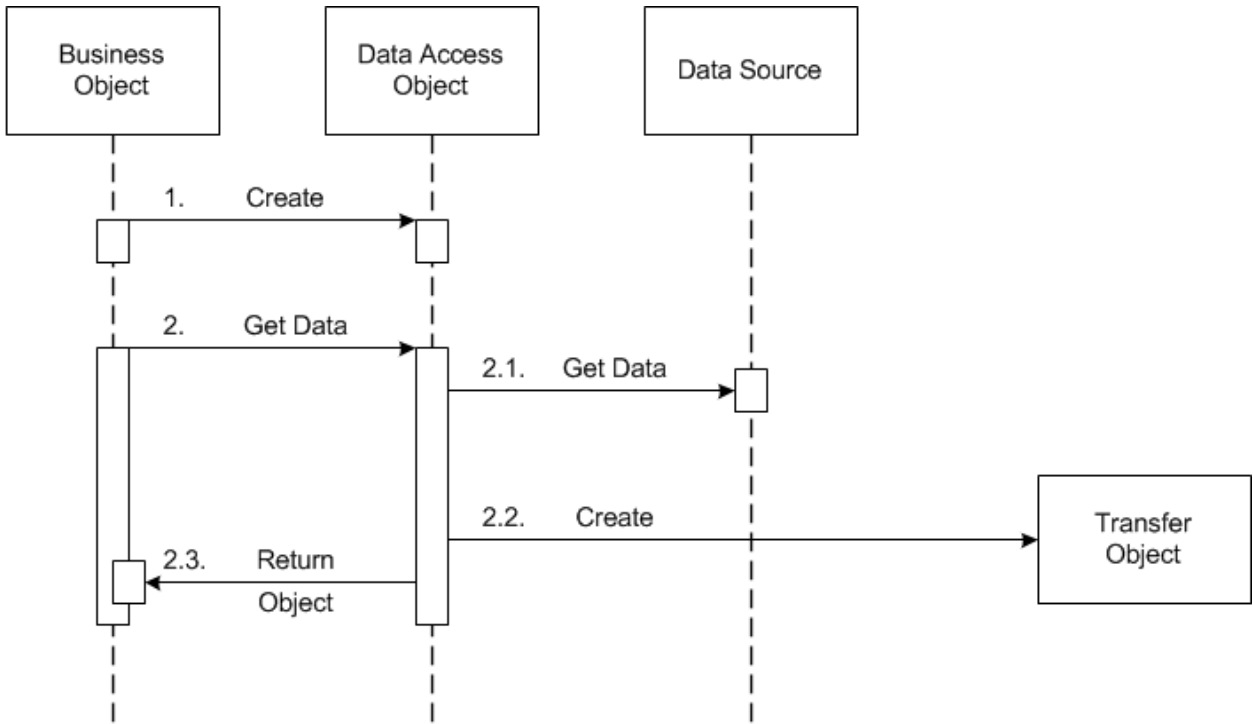 Business
Object
Data Access
Object
Data Source
1. Create
2. Get Data
2.1. Get Data
2.2. Create
Transfer
Object
2.3. Return
Object